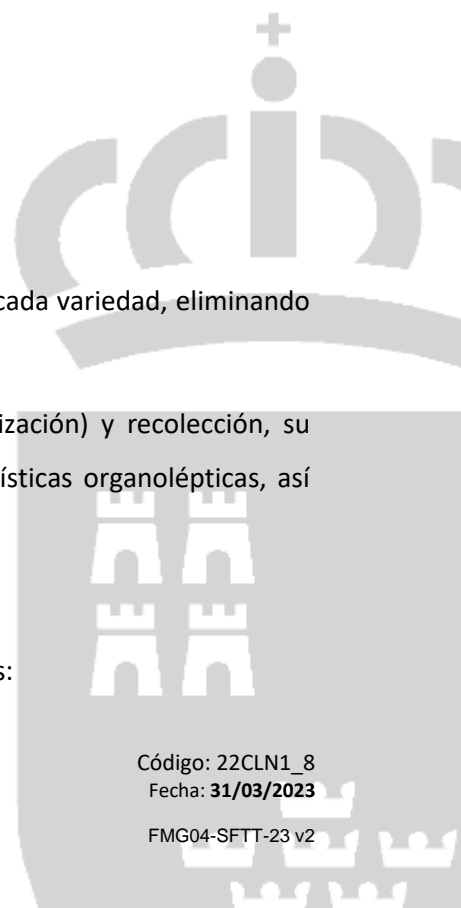 cada variedad, eliminando
ización) y recolección, su
ísticas organolépticas, así
s:
Código: 22CLN1_8
Fecha: 31/03/2023
FMG04-SFTT-23 v2